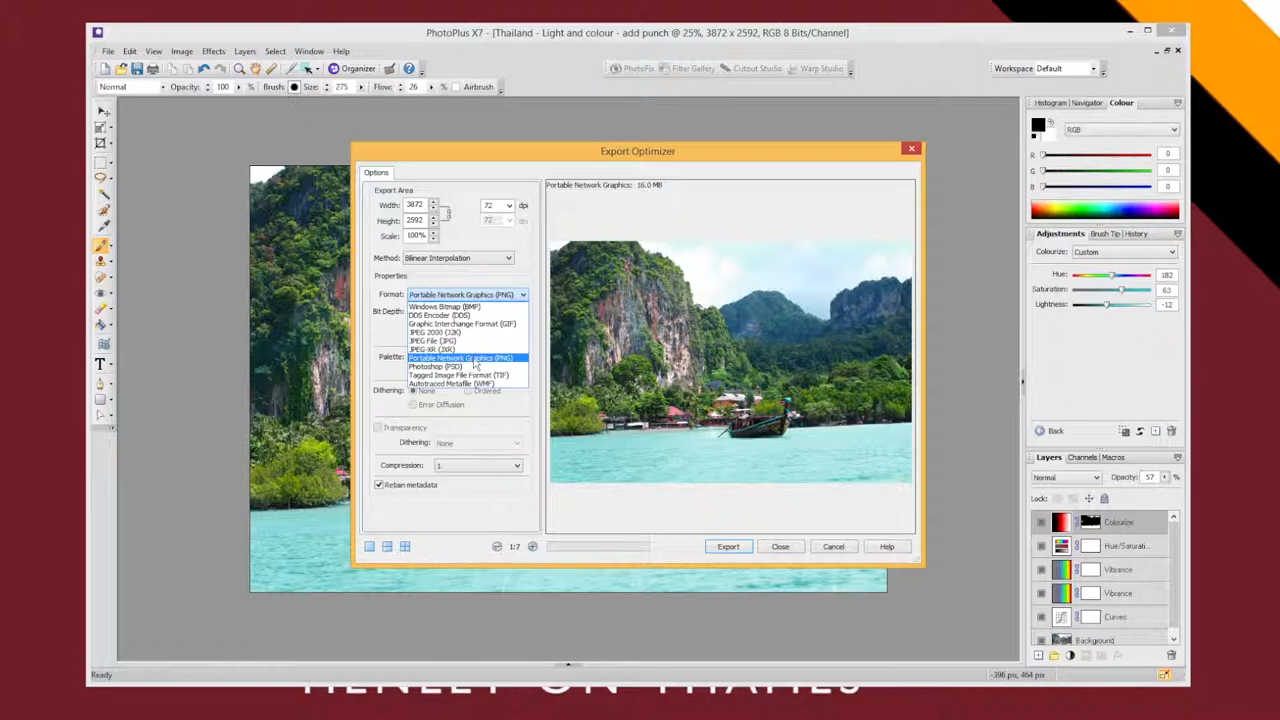 PhotoPlus X7 - [Thailand - Light and colour - add punch @ 25%, 3872 x 2592, RGB 8 Bits/Channel]
File Edit View Image Effects Layers Select Window Help
Organizer PhotoFix Filter Gallery Cutout Studio Warp Studio Workspace Default
Normal Opacity: 100 % Brush: Size: 275 Flow: 26 % Airbrush
Export Optimizer
Options
Export Area
Width: 3872 72 dpi
Height: 2592 72
Scale: 100%
Method: Bilinear Interpolation
Properties
Format: Portable Network Graphics (PNG)
Windows Bitmap (BMP)
Bit Depth:
DDS Encoder (DDS)
Graphic Interchange Format (GIF)
JPEG 2000 (J2K)
JPEG File (JPG)
JPEG-XR (JXR)
Palette:
Portable Network Graphics (PNG)
Photoshop (PSD)
Tagged Image File Format (TIF)
Autotraced Metafile (WMF)
Dithering: None Ordered
Error Diffusion
Transparency
Dithering: None
Compression: 1
Retain metadata
Portable Network Graphics: 16.0 MB
1:7
Export Close Cancel Help
Histogram Navigator Colour
RGB
R 0
G 0
B 0
Adjustments Brush Tip History
Colourize: Custom
Hue: 182
Saturation: 63
Lightness: -12
Back
Layers Channels Macros
Normal Opacity: 57 %
Lock:
Colourize
Hue/Saturati...
Vibrance
Vibrance
Curves
Background
Ready -396 px, 464 px
HENLEY ON THAMES